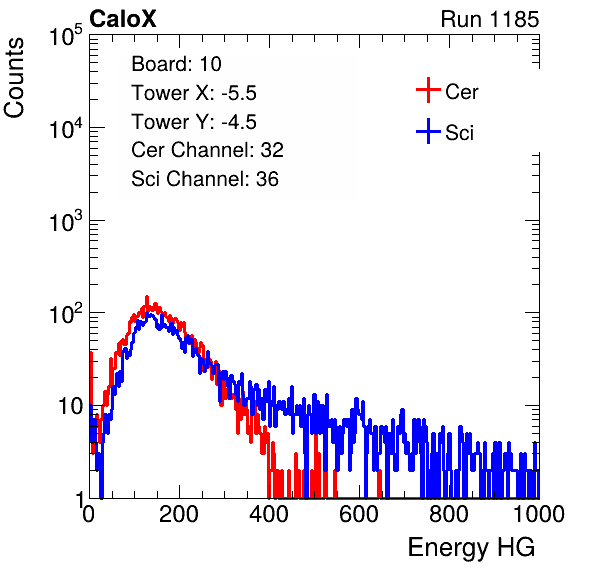 CaloX Run 1185
Counts
10^5
10^4
10^3
10^2
10
1
Board: 10
Tower X: -5.5
Tower Y: -4.5
Cer Channel: 32
Sci Channel: 36
Cer
Sci
0 200 400 600 800 1000
Energy HG